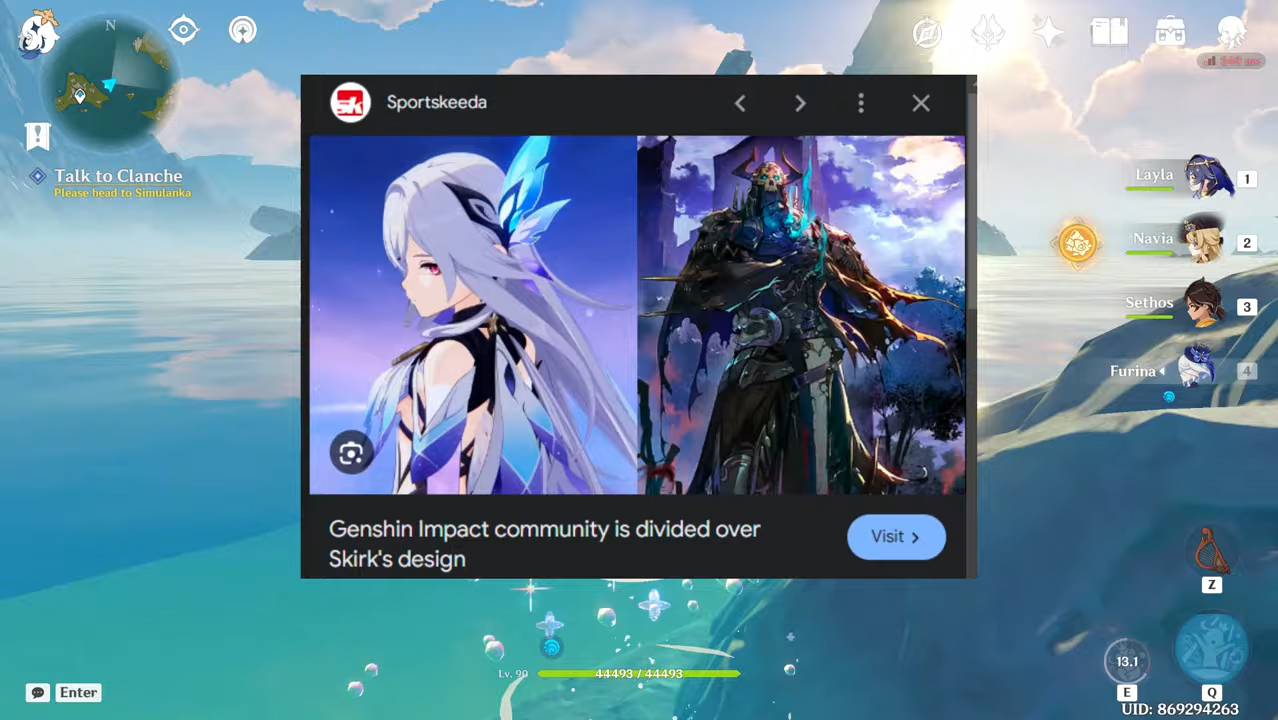 N
Talk to Clanche
Please head to Simulanka
sk
Sportskeeda
Genshin Impact community is divided over
Skirk's design
Visit
Layla
1
Navia
2
Sethos
3
Furina
4
Z
13.1
E
Q
Lv. 90
44493 / 44493
Enter
UID: 869294263